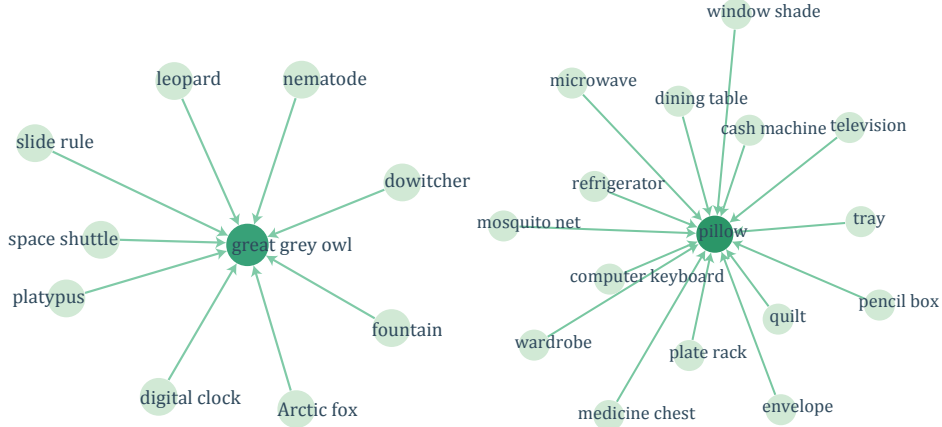 window shade
leopard
nematode
microwave
dining table
cash machine
television
slide rule
dowitcher
refrigerator
mosquito net
tray
space shuttle
great grey owl
pillow
computer keyboard
platypus
pencil box
fountain
quilt
wardrobe
plate rack
digital clock
Arctic fox
medicine chest
envelope